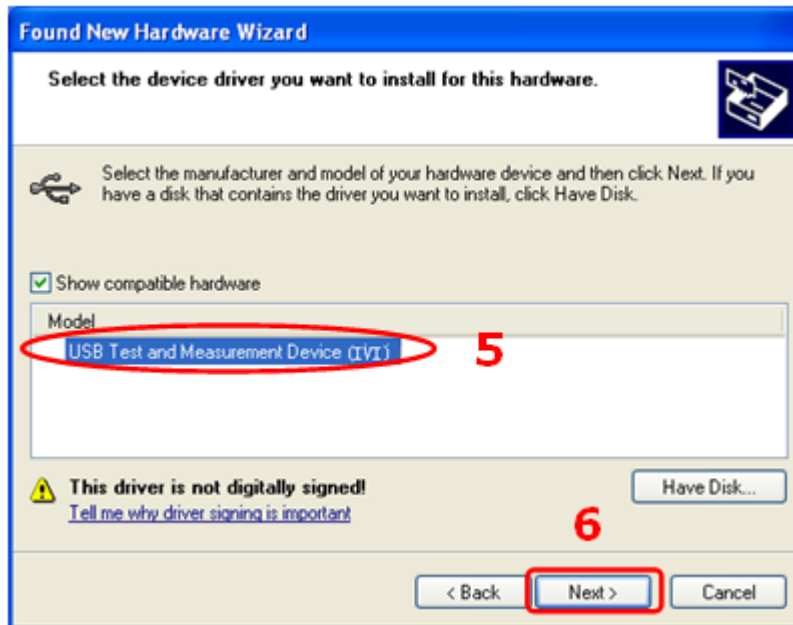 Found New Hardware Wizard
Select the device driver you want to install for this hardware.
Select the manufacturer and model of your hardware device and then click Next. If you
have a disk that contains the driver you want to install, click Have Disk.
Show compatible hardware
Model
USB Test and Measurement Device (IVI)
5
This driver is not digitally signed!
Have Disk...
Tell me why driver signing is important
6
< Back
Next >
Cancel